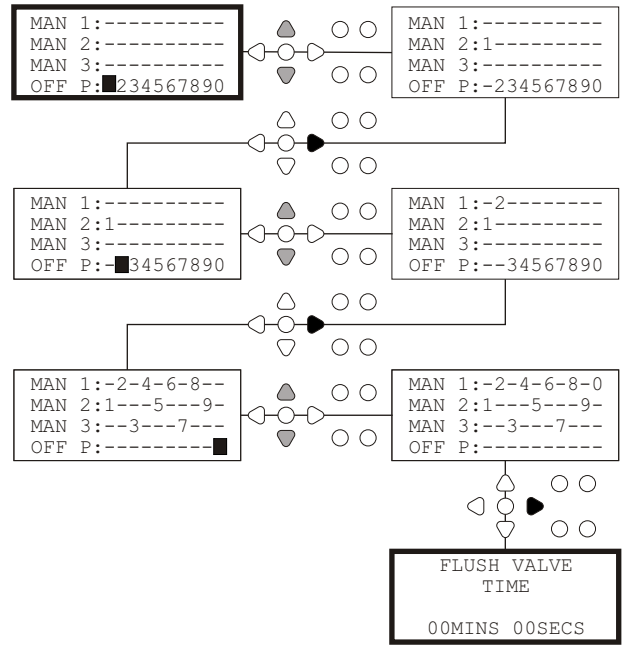 MAN 1:----------
MAN 2:----------
MAN 3:----------
OFF P:█234567890
MAN 1:----------
MAN 2:1---------
MAN 3:----------
OFF P:-234567890
MAN 1:----------
MAN 2:1---------
MAN 3:----------
OFF P:-█34567890
MAN 1:-2--------
MAN 2:1---------
MAN 3:----------
OFF P:--34567890
MAN 1:-2-4-6-8--
MAN 2:1---5---9-
MAN 3:--3---7---
OFF P:---------█
MAN 1:-2-4-6-8-0
MAN 2:1---5---9-
MAN 3:--3---7---
OFF P:----------
FLUSH VALVE
TIME
00MINS 00SECS